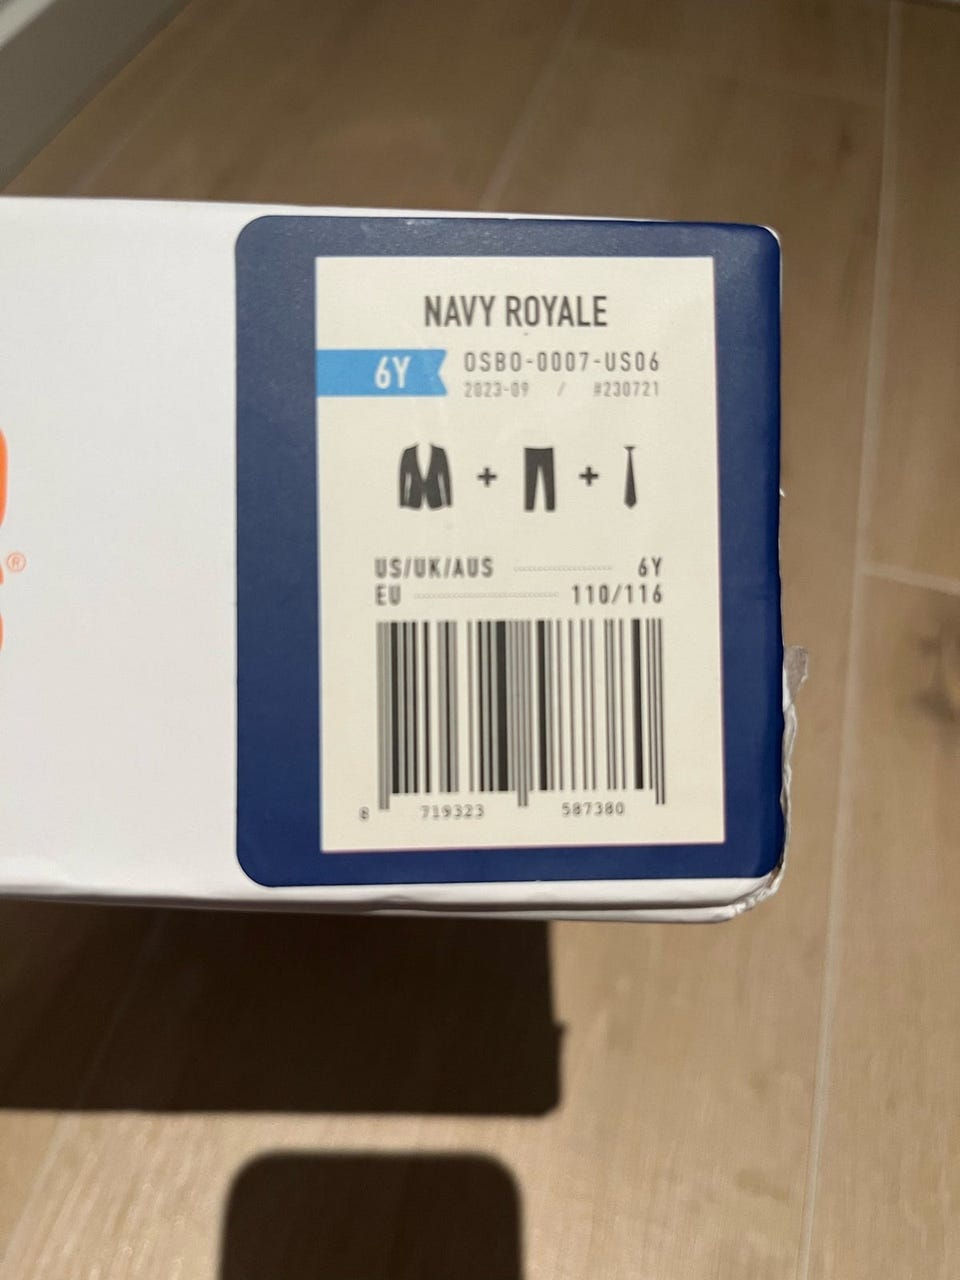 NAVY ROYALE
6Y
OSBO-0007-US06
2023-09 / #230721
US/UK/AUS 6Y
EU 110/116
8 719323 587380
®